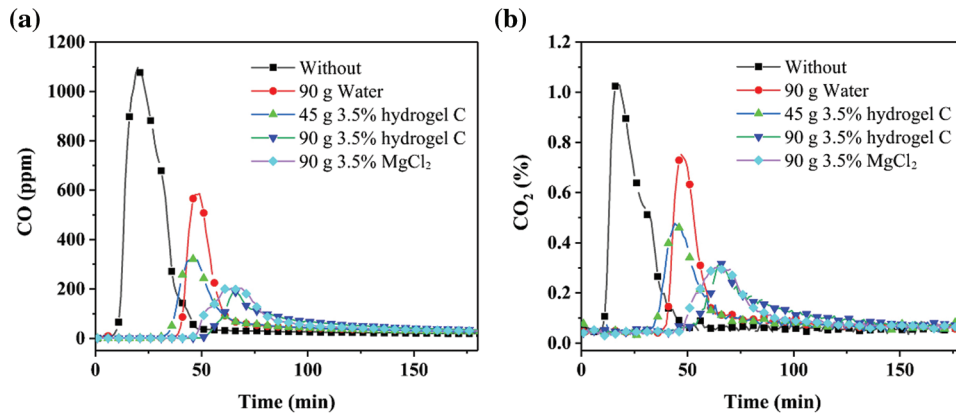 (a)
1200
1000
800
600
400
200
0
CO (ppm)
Without
90 g Water
45 g 3.5% hydrogel C
90 g 3.5% hydrogel C
90 g 3.5% MgCl₂
0 50 100 150
Time (min)
(b)
1.2
1.0
0.8
0.6
0.4
0.2
0.0
CO₂ (%)
Without
90 g Water
45 g 3.5% hydrogel C
90 g 3.5% hydrogel C
90 g 3.5% MgCl₂
0 50 100 150
Time (min)